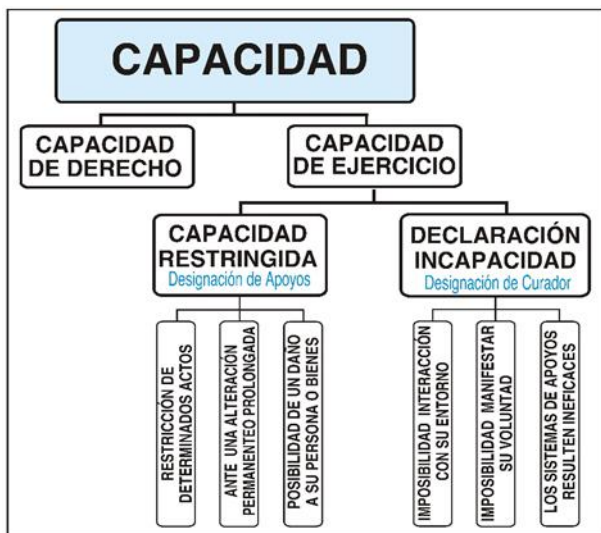 CAPACIDAD
CAPACIDAD
DE DERECHO
CAPACIDAD
DE EJERCICIO
CAPACIDAD
RESTRINGIDA
Designación de Apoyos
DECLARACIÓN
INCAPACIDAD
Designación de Curador
RESTRICCIÓN DE
DETERMINADOS ACTOS
ANTE UNA ALTERACIÓN
PERMANENTEO PROLONGADA
POSIBILIDAD DE UN DAÑO
A SU PERSONA O BIENES
IMPOSIBILIDAD INTERACCIÓN
CON SU ENTORNO
IMPOSIBILIDAD MANIFESTAR
SU VOLUNTAD
LOS SISTEMAS DE APOYOS
RESULTEN INEFICACES